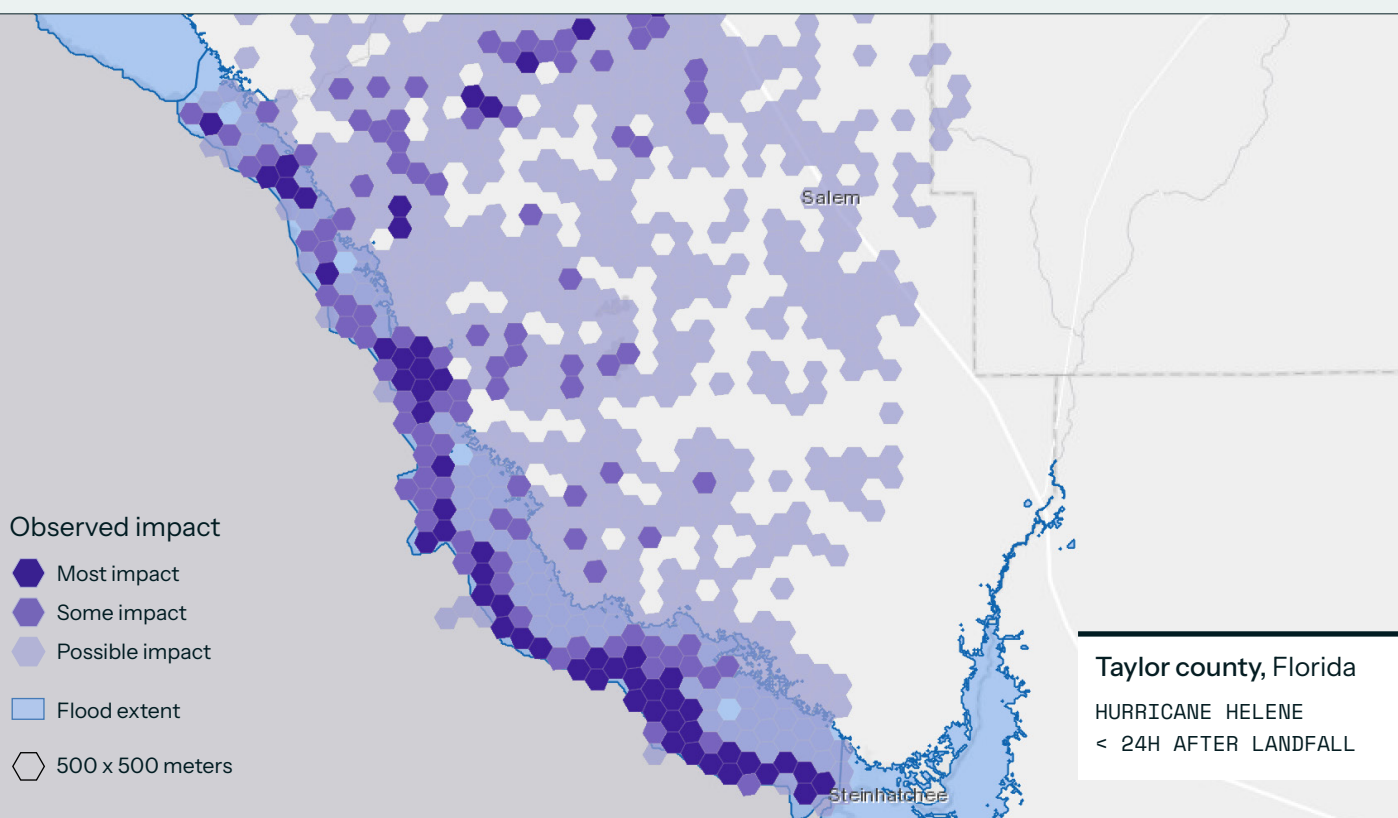 Salem
Observed impact
Most impact
Some impact
Possible impact
Flood extent
500 x 500 meters
Taylor county, Florida
HURRICANE HELENE
< 24H AFTER LANDFALL
Steinhatchee